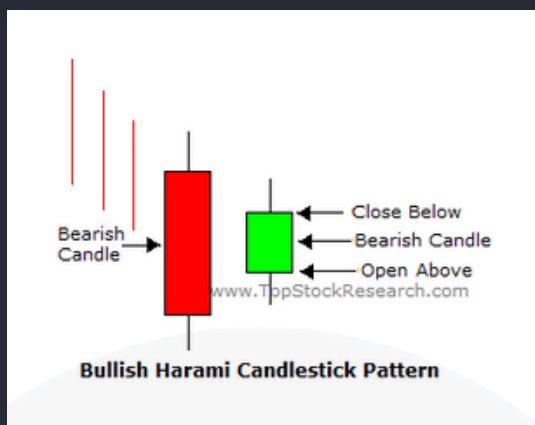 Bearish
Candle
Close Below
Bearish Candle
Open Above
www.TopStockResearch.com
Bullish Harami Candlestick Pattern